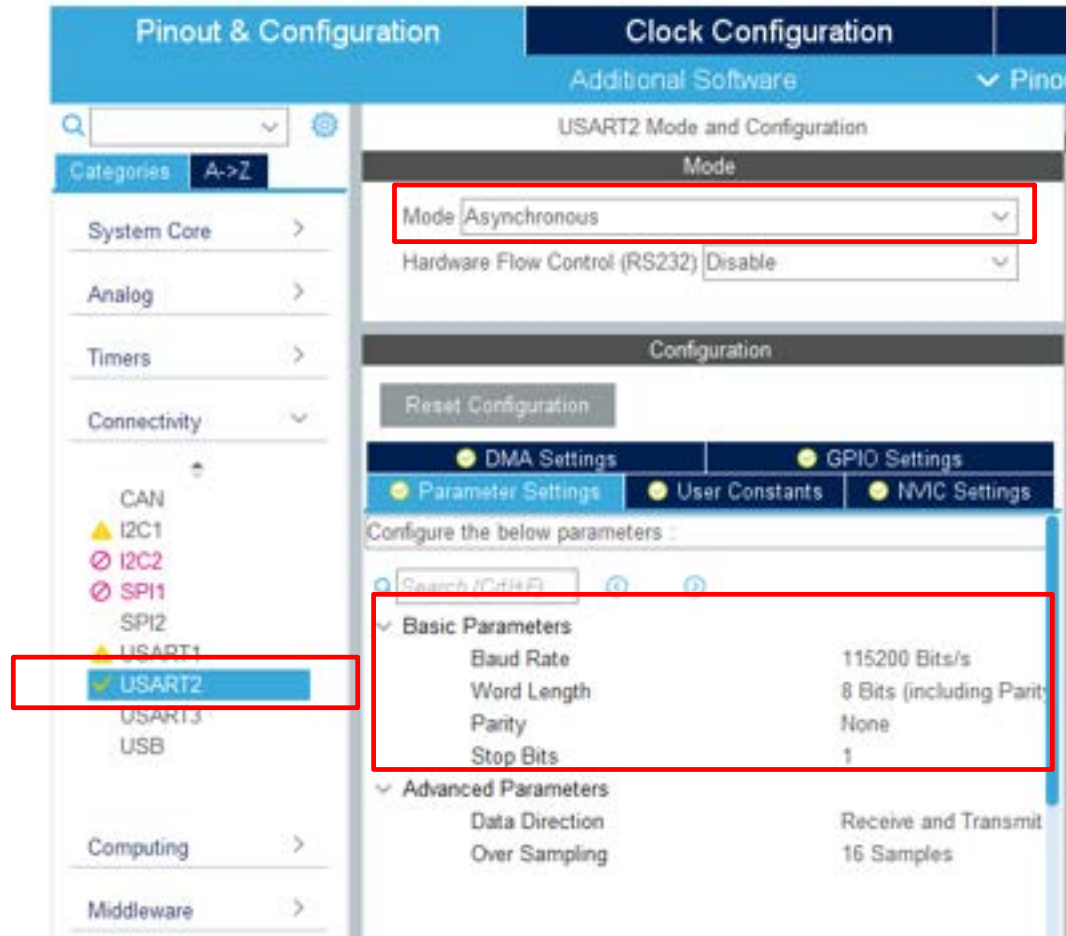 Pinout & Configuration
Clock Configuration
Additional Software
Pino
USART2 Mode and Configuration
Categories
A->Z
Mode
Mode Asynchronous
Hardware Flow Control (RS232) Disable
System Core
Analog
Timers
Connectivity
CAN
I2C1
I2C2
SPI1
SPI2
USART1
USART2
USART3
USB
Computing
Middleware
Configuration
Reset Configuration
DMA Settings
GPIO Settings
Parameter Settings
User Constants
NVIC Settings
Configure the below parameters :
Search (Crtl+F)
Basic Parameters
Baud Rate 115200 Bits/s
Word Length 8 Bits (including Parity
Parity None
Stop Bits 1
Advanced Parameters
Data Direction Receive and Transmit
Over Sampling 16 Samples